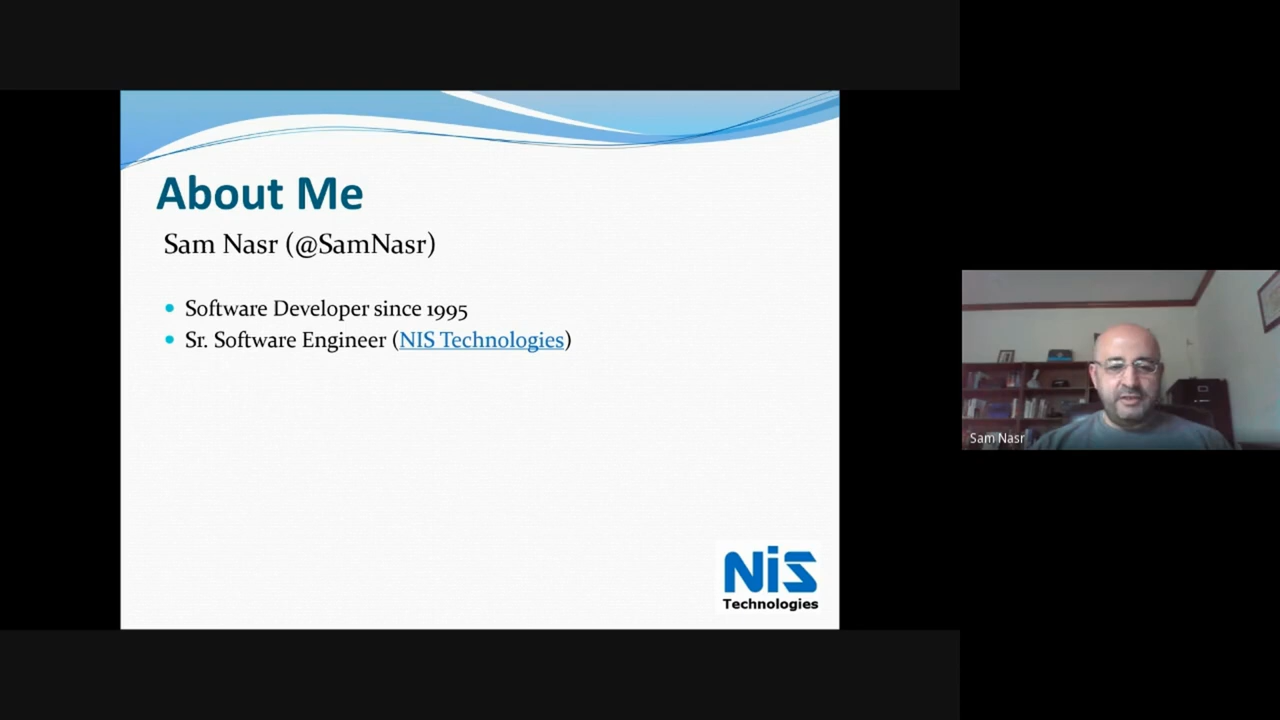 About Me
Sam Nasr (@SamNasr)
Software Developer since 1995
Sr. Software Engineer (NIS Technologies)
NiS
Technologies
Sam Nasr